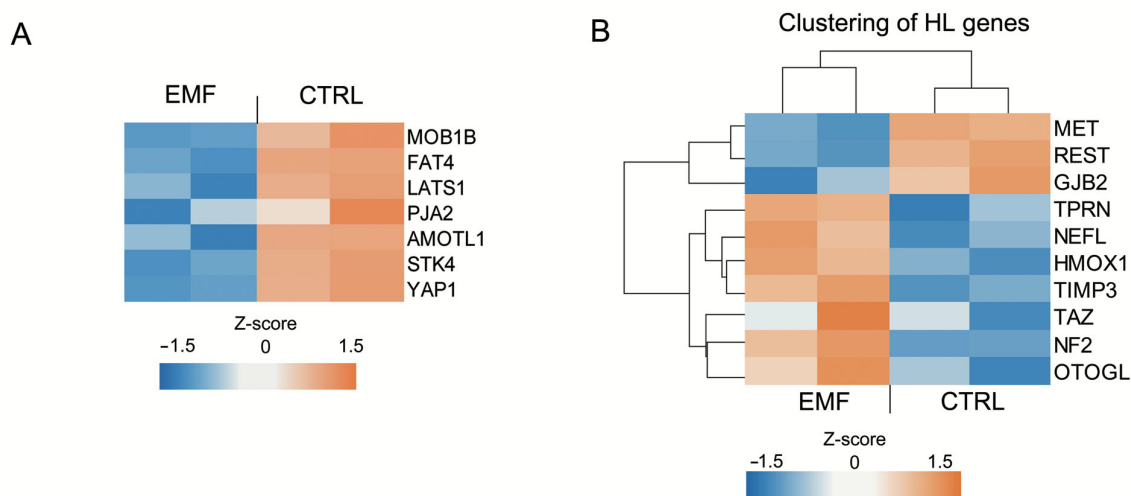 A
EMF CTRL
MOB1B
FAT4
LATS1
PJA2
AMOTL1
STK4
YAP1
Z-score
−1.5 0 1.5
B
Clustering of HL genes
MET
REST
GJB2
TPRN
NEFL
HMOX1
TIMP3
TAZ
NF2
OTOGL
EMF CTRL
Z-score
−1.5 0 1.5